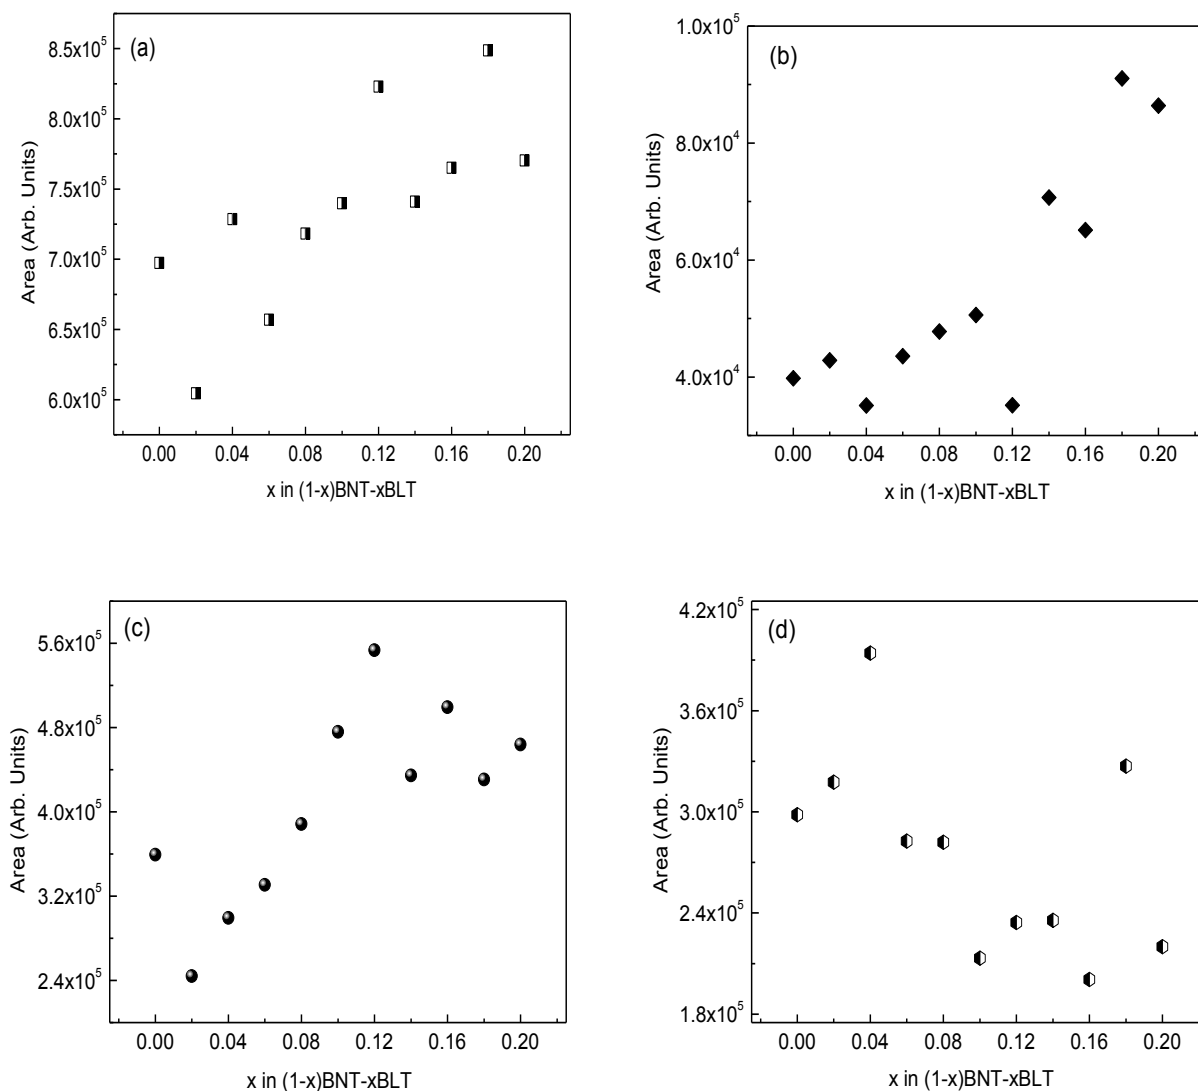 (a)
8.5x10⁵
8.0x10⁵
7.5x10⁵
7.0x10⁵
6.5x10⁵
6.0x10⁵
Area (Arb. Units)
0.00 0.04 0.08 0.12 0.16 0.20
x in (1-x)BNT-xBLT
(b)
1.0x10⁵
8.0x10⁴
6.0x10⁴
4.0x10⁴
Area (Arb. Units)
0.00 0.04 0.08 0.12 0.16 0.20
x in (1-x)BNT-xBLT
(c)
5.6x10⁵
4.8x10⁵
4.0x10⁵
3.2x10⁵
2.4x10⁵
Area (Arb. Units)
0.00 0.04 0.08 0.12 0.16 0.20
x in (1-x)BNT-xBLT
(d)
4.2x10⁵
3.6x10⁵
3.0x10⁵
2.4x10⁵
1.8x10⁵
Area (Arb. Units)
0.00 0.04 0.08 0.12 0.16 0.20
x in (1-x)BNT-xBLT